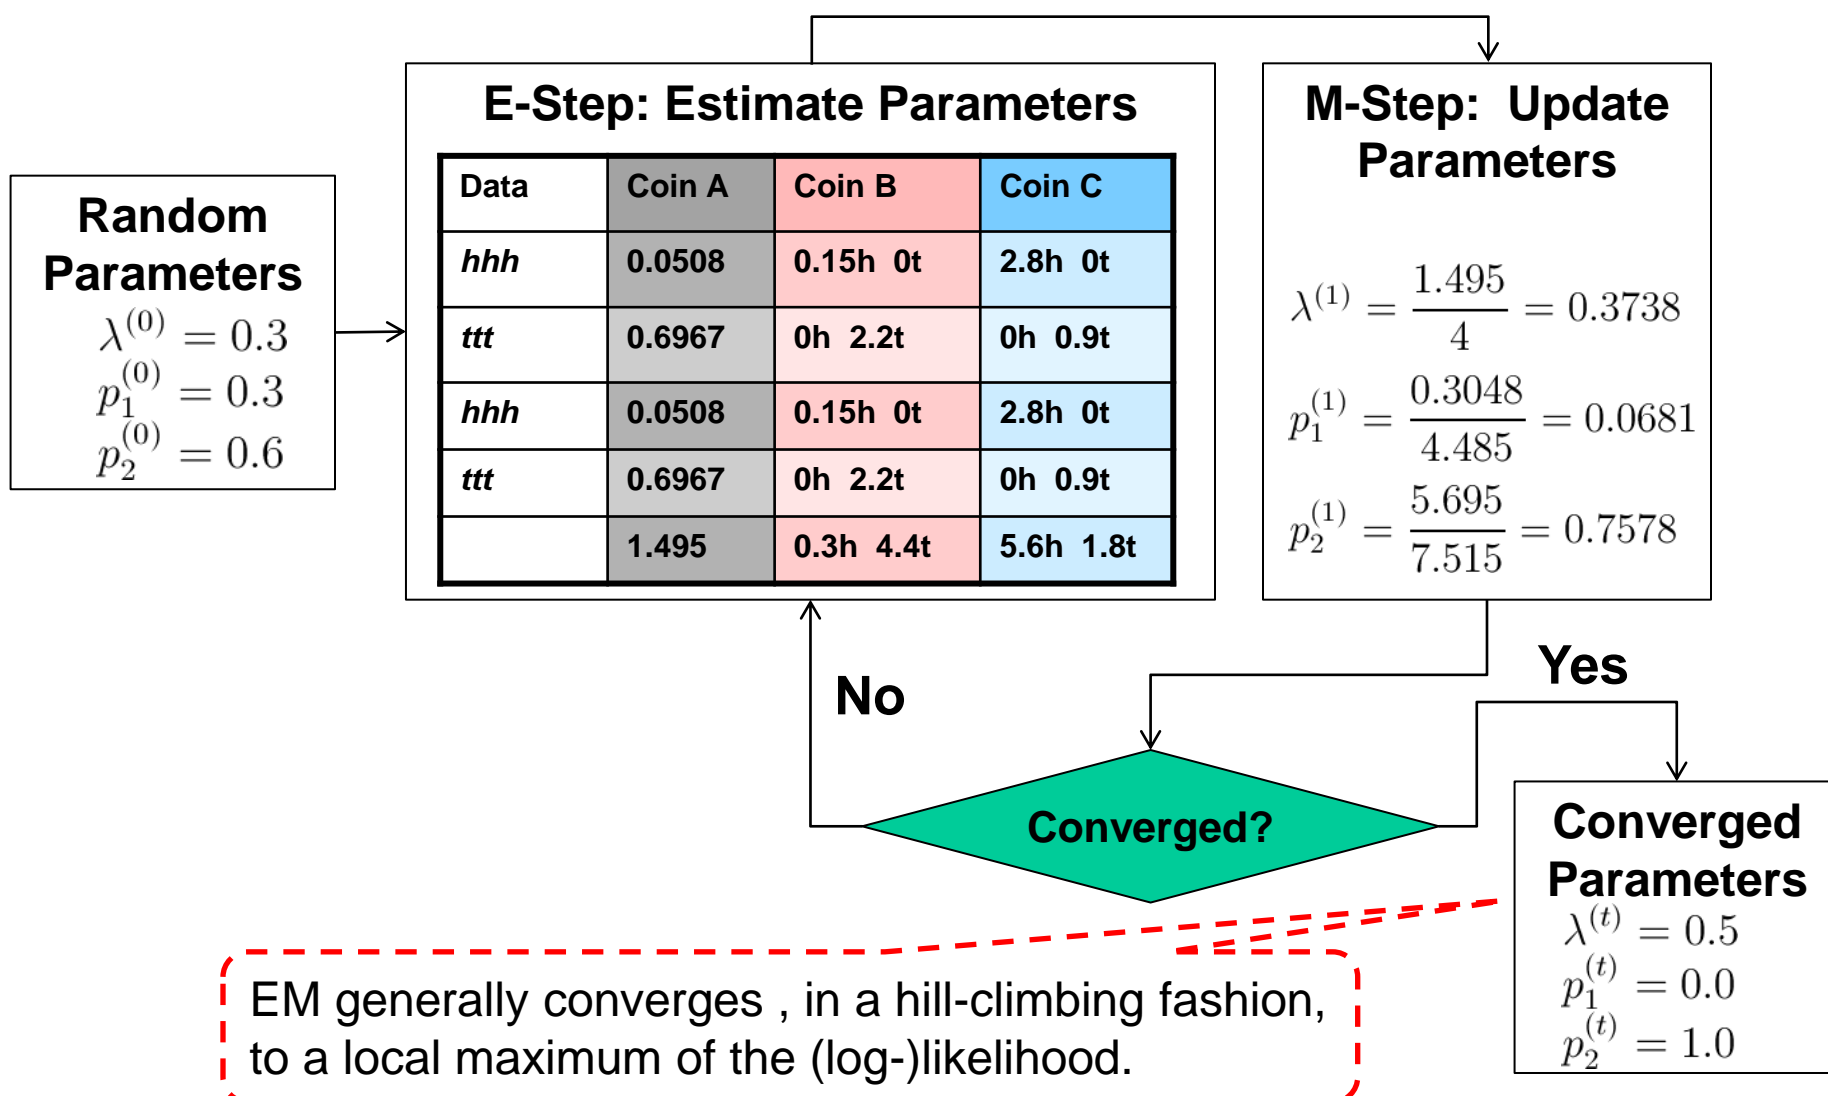 Random
Parameters
λ^(0) = 0.3
p_1^(0) = 0.3
p_2^(0) = 0.6
E-Step: Estimate Parameters
Data Coin A Coin B Coin C
hhh 0.0508 0.15h 0t 2.8h 0t
ttt 0.6967 0h 2.2t 0h 0.9t
hhh 0.0508 0.15h 0t 2.8h 0t
ttt 0.6967 0h 2.2t 0h 0.9t
1.495 0.3h 4.4t 5.6h 1.8t
M-Step: Update
Parameters
λ^(1) = 1.495/4 = 0.3738
p_1^(1) = 0.3048/4.485 = 0.0681
p_2^(1) = 5.695/7.515 = 0.7578
No
Yes
Converged?
Converged
Parameters
λ^(t) = 0.5
p_1^(t) = 0.0
p_2^(t) = 1.0
EM generally converges , in a hill-climbing fashion,
to a local maximum of the (log-)likelihood.